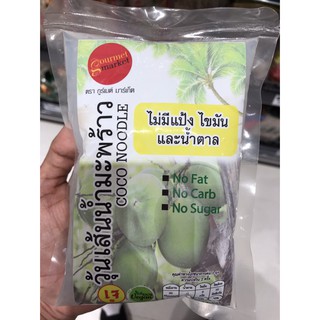 Gourmet
market
ตรา กูร์เมต์ มาร์เก็ต
วุ้นเส้นน้ำมะพร้าว
COCO NOODLE
ไม่มีแป้ง ไขมัน
และน้ำตาล
No Fat
No Carb
No Sugar
เจ